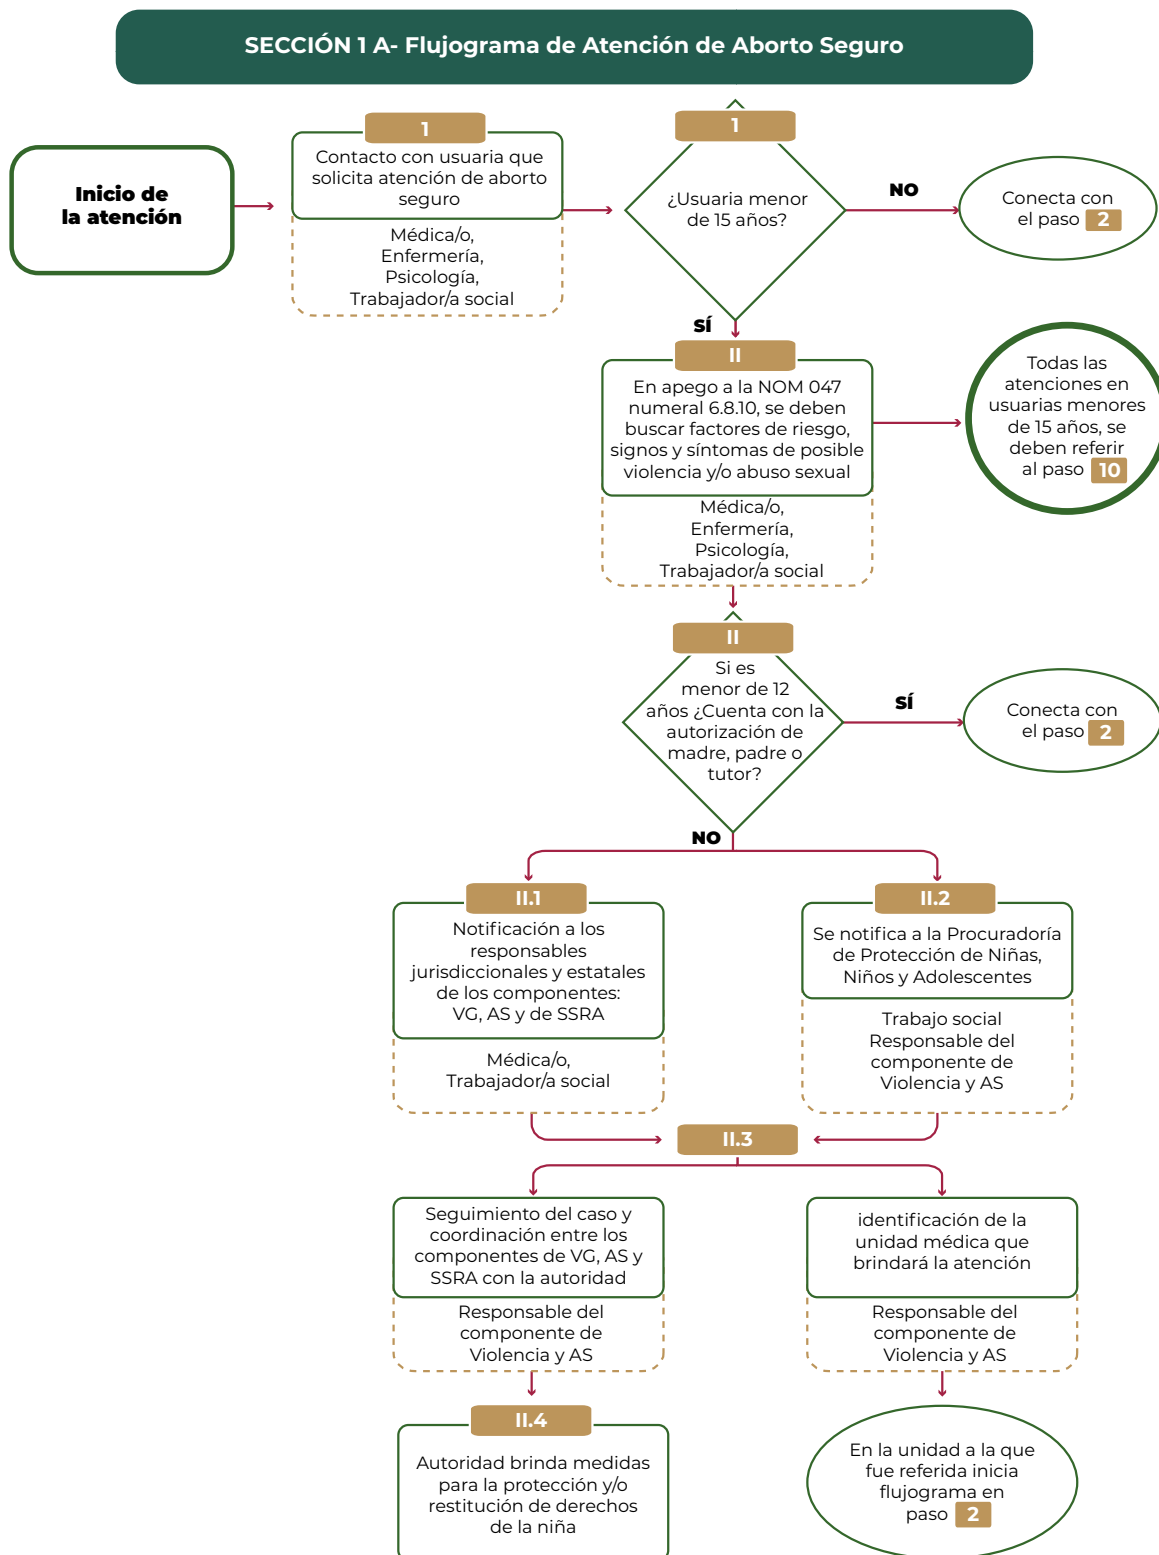 SECCIÓN 1 A- Flujograma de Atención de Aborto Seguro
Inicio de
la atención
1
Contacto con usuaria que
solicita atención de aborto
seguro
Médica/o,
Enfermería,
Psicología,
Trabajador/a social
1
¿Usuaria menor
de 15 años?
NO
Conecta con
el paso 2
SÍ
II
En apego a la NOM 047
numeral 6.8.10, se deben
buscar factores de riesgo,
signos y síntomas de posible
violencia y/o abuso sexual
Médica/o,
Enfermería,
Psicología,
Trabajador/a social
Todas las
atenciones en
usuarias menores
de 15 años, se
deben referir
al paso 10
II
Si es
menor de 12
años ¿Cuenta con la
autorización de
madre, padre o
tutor?
SÍ
Conecta con
el paso 2
NO
II.1
Notificación a los
responsables
jurisdiccionales y estatales
de los componentes:
VG, AS y de SSRA
Médica/o,
Trabajador/a social
II.2
Se notifica a la Procuradoría
de Protección de Niñas,
Niños y Adolescentes
Trabajo social
Responsable del
componente de
Violencia y AS
II.3
Seguimiento del caso y
coordinación entre los
componentes de VG, AS y
SSRA con la autoridad
Responsable del
componente de
Violencia y AS
identificación de la
unidad médica que
brindará la atención
Responsable del
componente de
Violencia y AS
II.4
Autoridad brinda medidas
para la protección y/o
restitución de derechos
de la niña
En la unidad a la que
fue referida inicia
flujograma en
paso 2